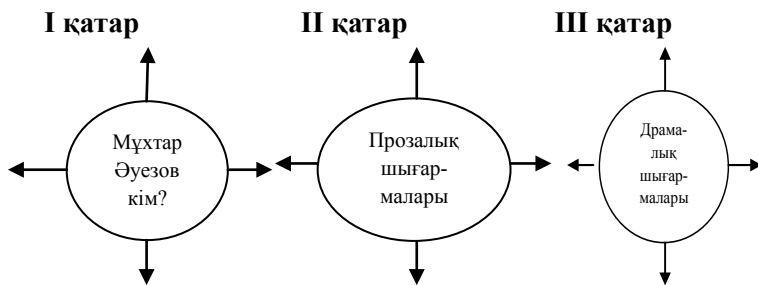 I қатар
II қатар
III қатар
Мұхтар
Әуезов
кім?
Прозалық
шығар-
малары
Драма-
лық
шығар-
малары